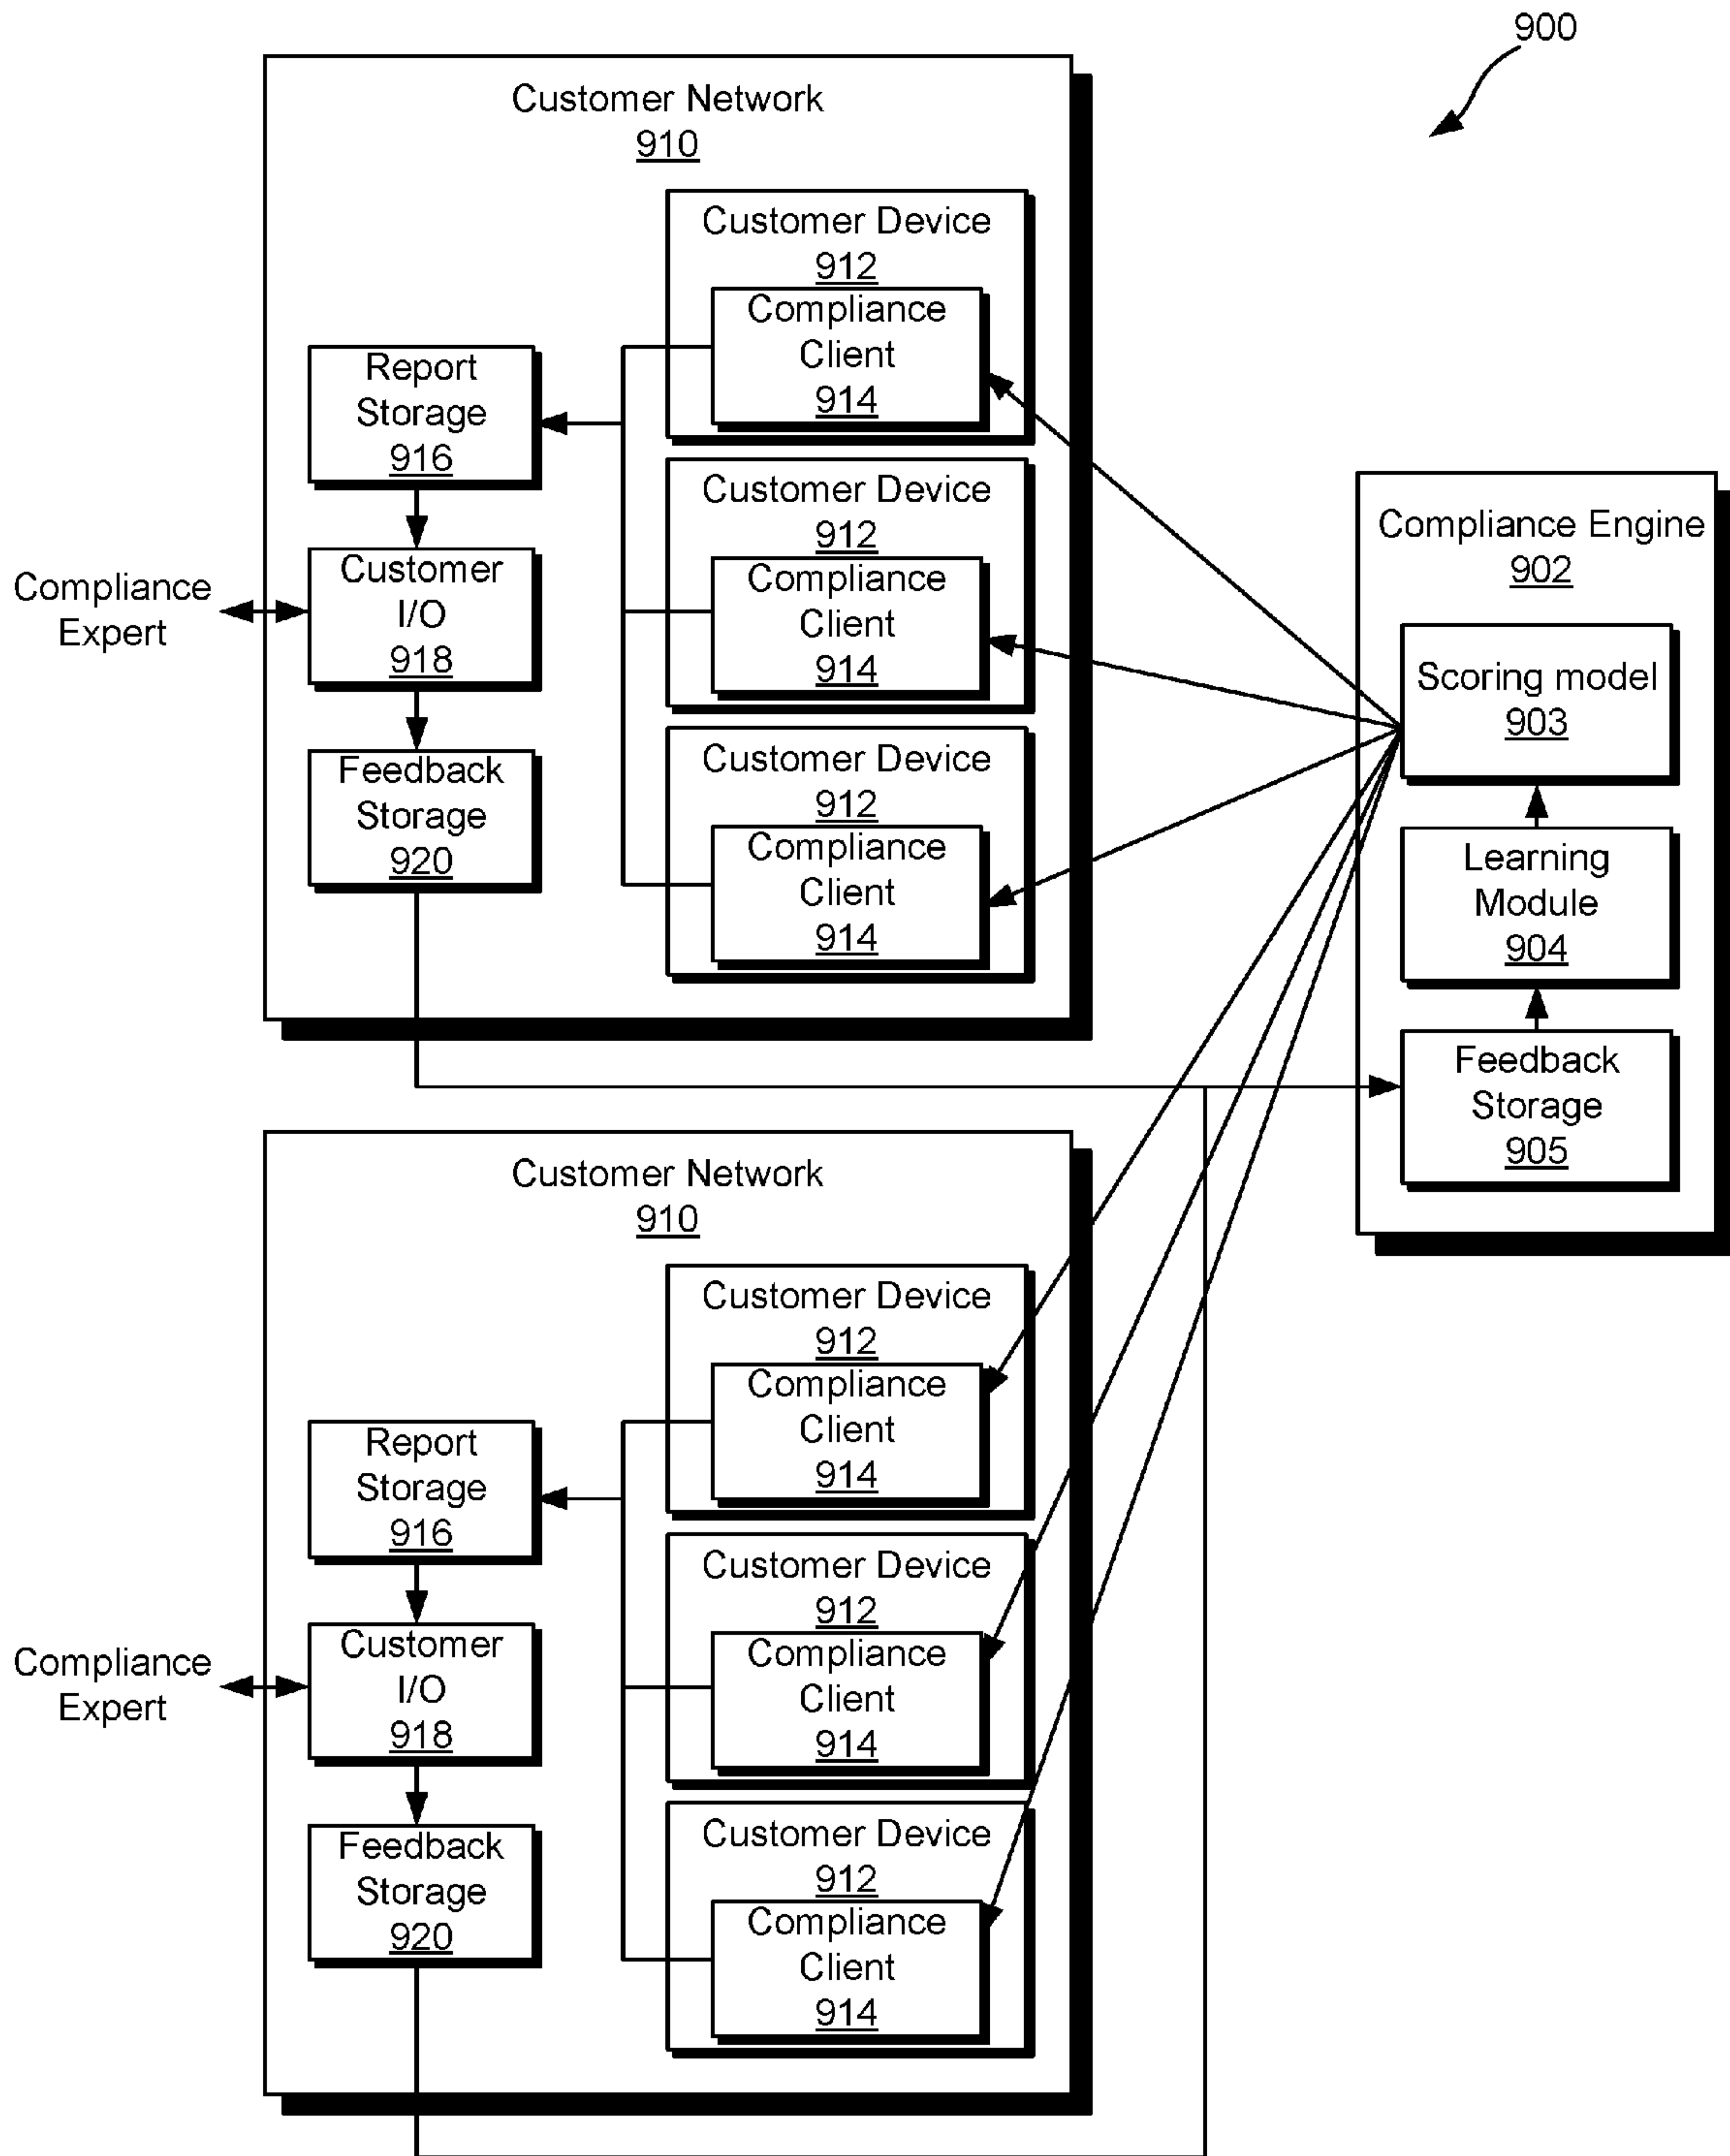 900
Customer Network
910
Customer Device
912
Compliance
Client
914
Report
Storage
916
Customer Device
912
Compliance
Client
914
Customer
I/O
918
Compliance
Expert
Customer Device
912
Compliance
Client
914
Feedback
Storage
920
Compliance Engine
902
Scoring model
903
Learning
Module
904
Feedback
Storage
905
Customer Network
910
Customer Device
912
Compliance
Client
914
Report
Storage
916
Customer Device
912
Compliance
Client
914
Customer
I/O
918
Compliance
Expert
Customer Device
912
Compliance
Client
914
Feedback
Storage
920